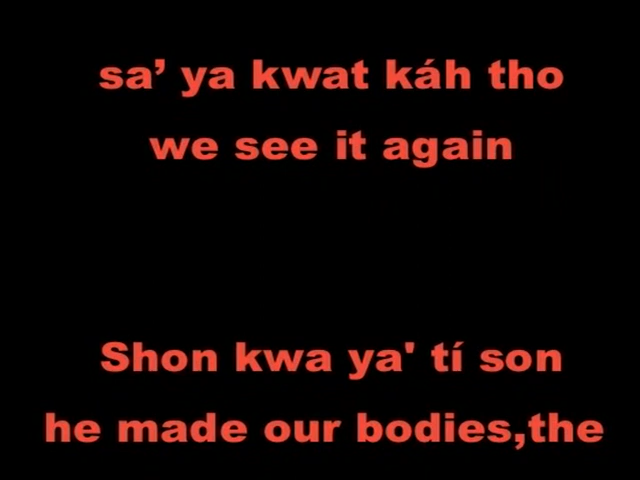 sa’ ya kwat káh tho
we see it again
Shon kwa ya' tí son
he made our bodies,the